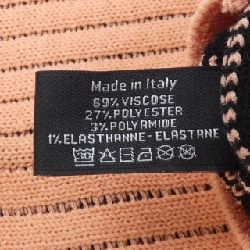 Made in Italy
69% VISCOSE
27% POLYESTER
3% POLYAMIDE
1% ELASTHANNE - ELASTANE